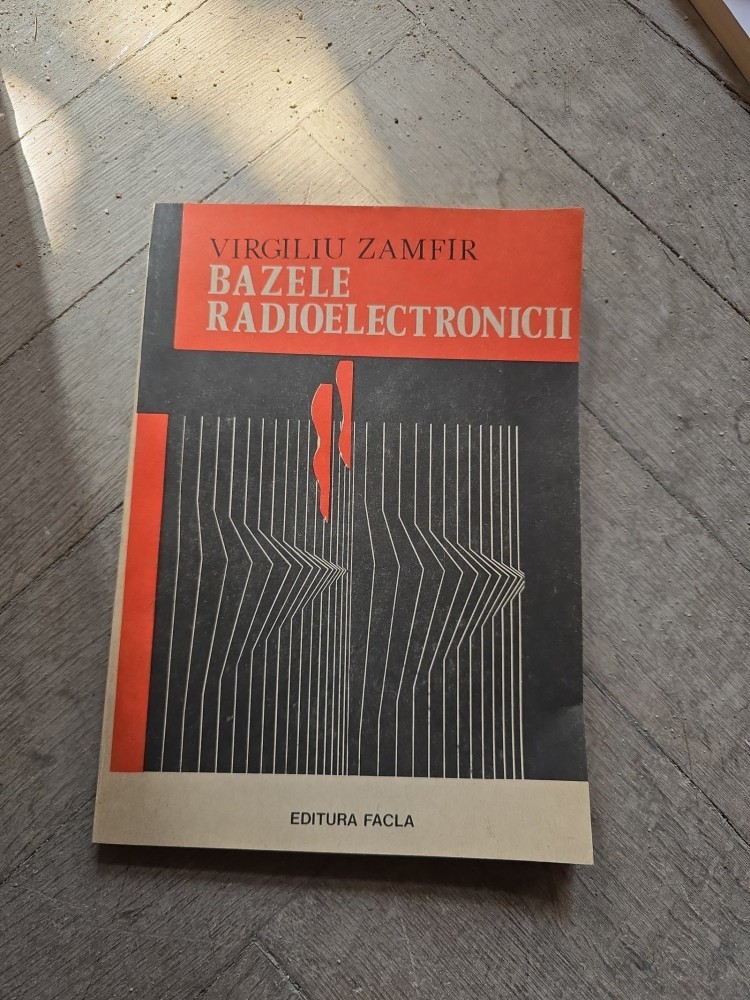 VIRGILIU ZAMFIR
BAZELE
RADIOELECTRONICII
EDITURA FACLA